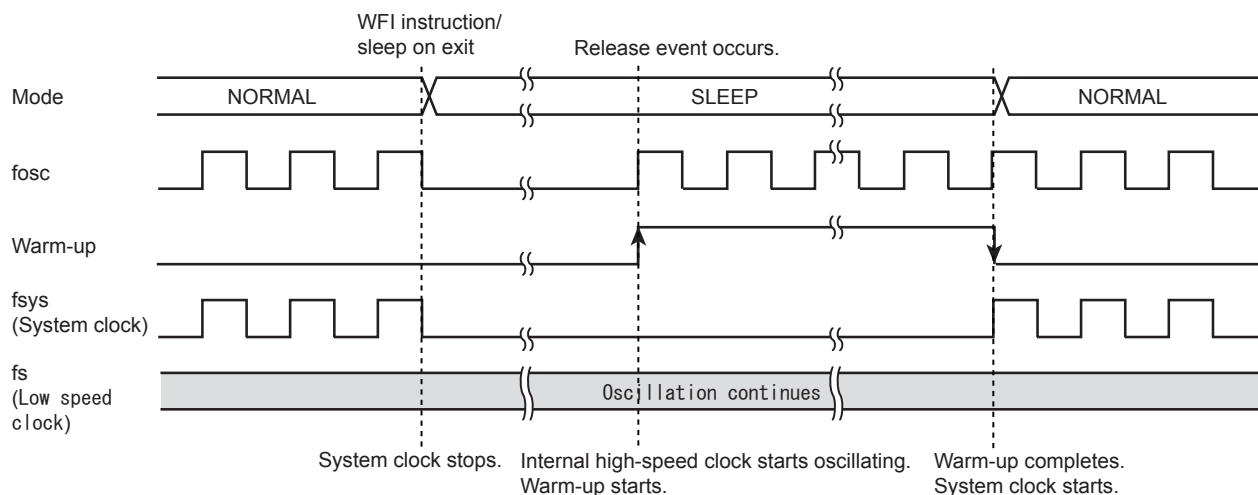 WFI instruction/
sleep on exit
Release event occurs.
Mode
NORMAL
SLEEP
NORMAL
fosc
Warm-up
fsys
(System clock)
fs
(Low speed
clock)
Oscillation continues
System clock stops.
Internal high-speed clock starts oscillating.
Warm-up starts.
Warm-up completes.
System clock starts.